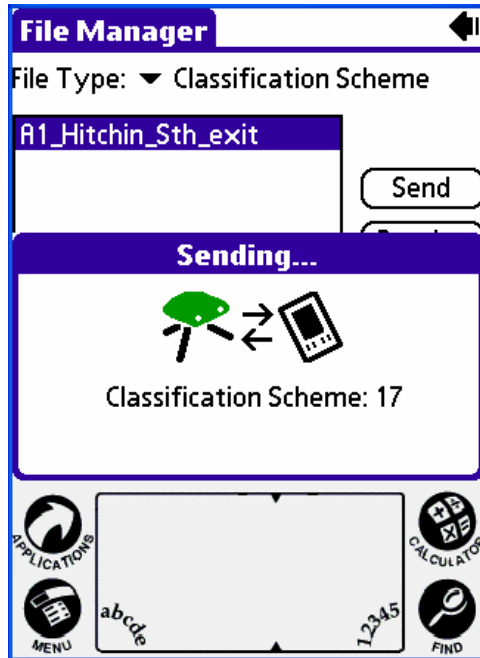 File Manager
File Type: Classification Scheme
A1_Hitchin_Sth_exit
Send
Sending...
Classification Scheme: 17
APPLICATIONS
CALCULATOR
abcde
12345
MENU
FIND